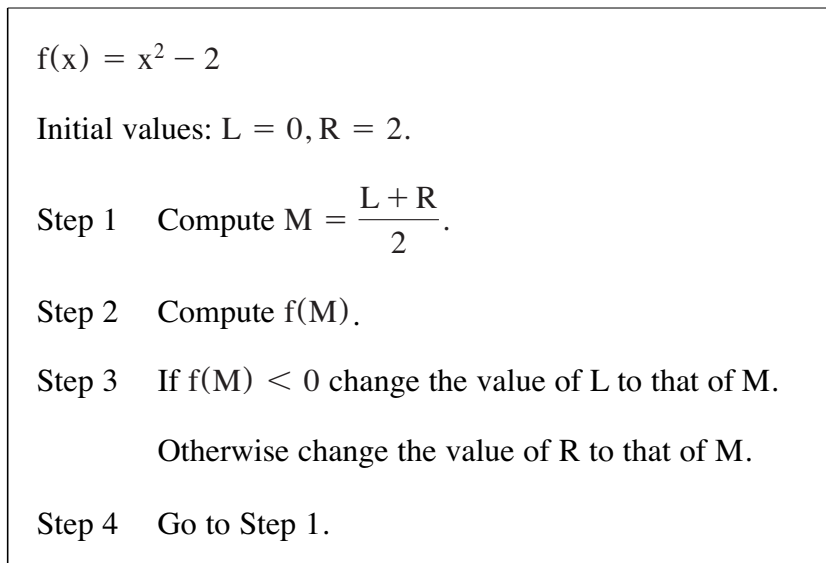 f(x) = x² − 2
Initial values: L = 0, R = 2.
Step 1 Compute M = (L + R)/2.
Step 2 Compute f(M).
Step 3 If f(M) < 0 change the value of L to that of M.
Otherwise change the value of R to that of M.
Step 4 Go to Step 1.